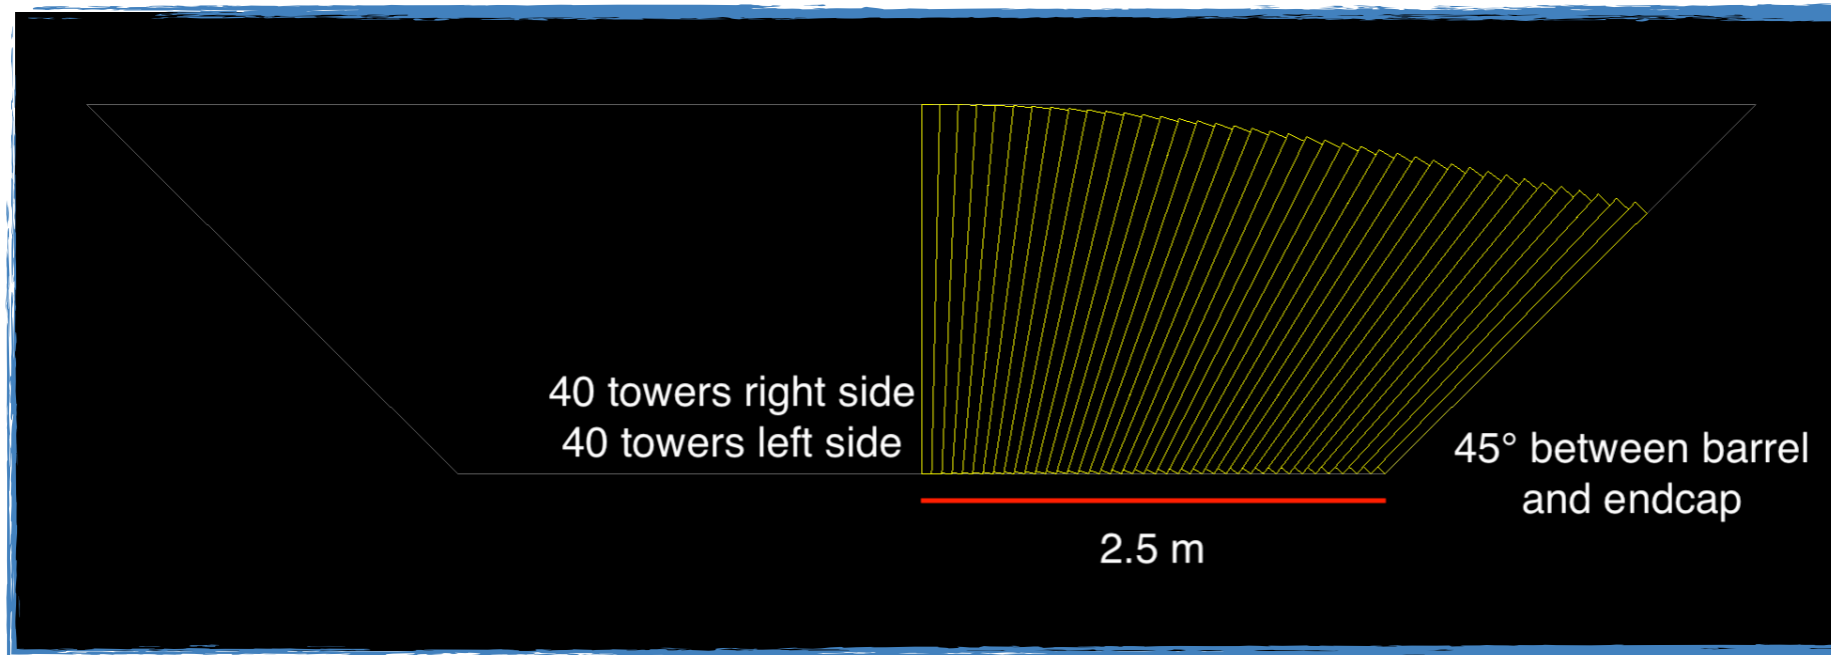 40 towers right side
40 towers left side
45° between barrel
and endcap
2.5 m